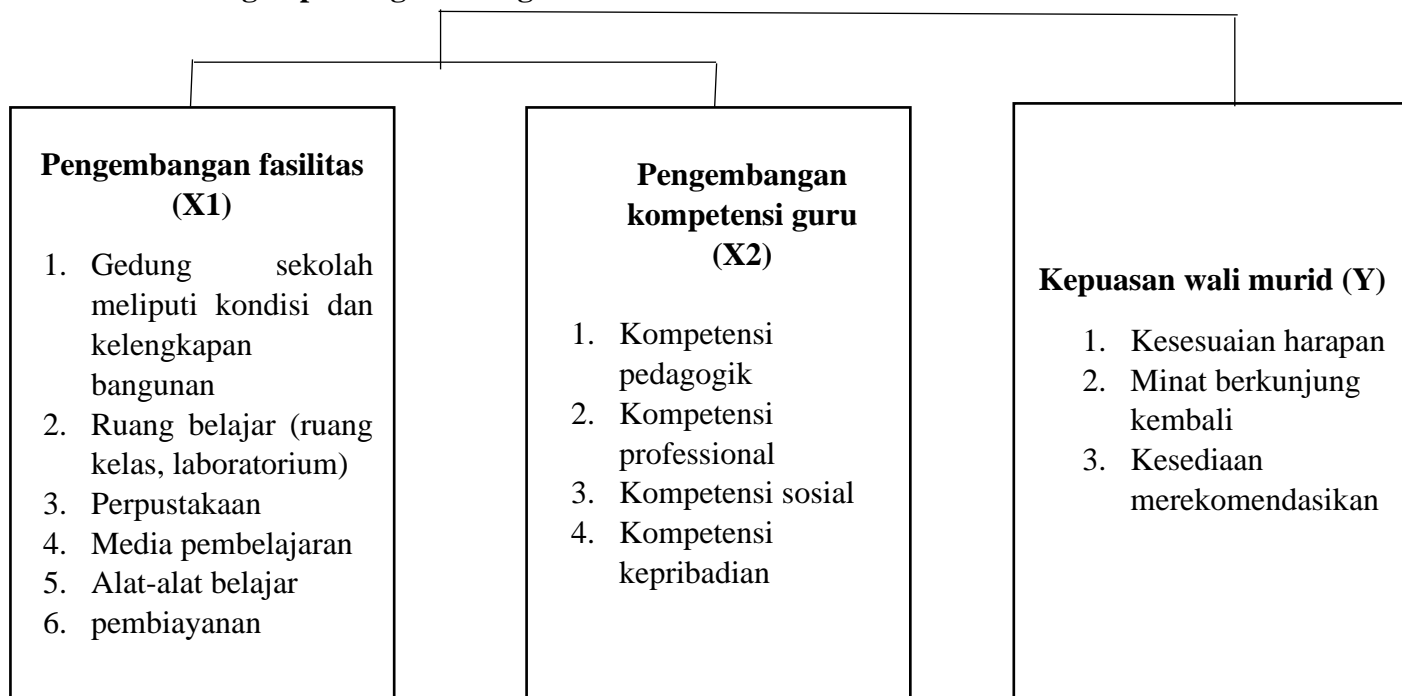 Pengembangan fasilitas
(X1)
1. Gedung sekolah
meliputi kondisi dan
kelengkapan
bangunan
2. Ruang belajar (ruang
kelas, laboratorium)
3. Perpustakaan
4. Media pembelajaran
5. Alat-alat belajar
6. pembiayanan
Pengembangan
kompetensi guru
(X2)
1. Kompetensi
pedagogik
2. Kompetensi
professional
3. Kompetensi sosial
4. Kompetensi
kepribadian
Kepuasan wali murid (Y)
1. Kesesuaian harapan
2. Minat berkunjung
kembali
3. Kesediaan
merekomendasikan